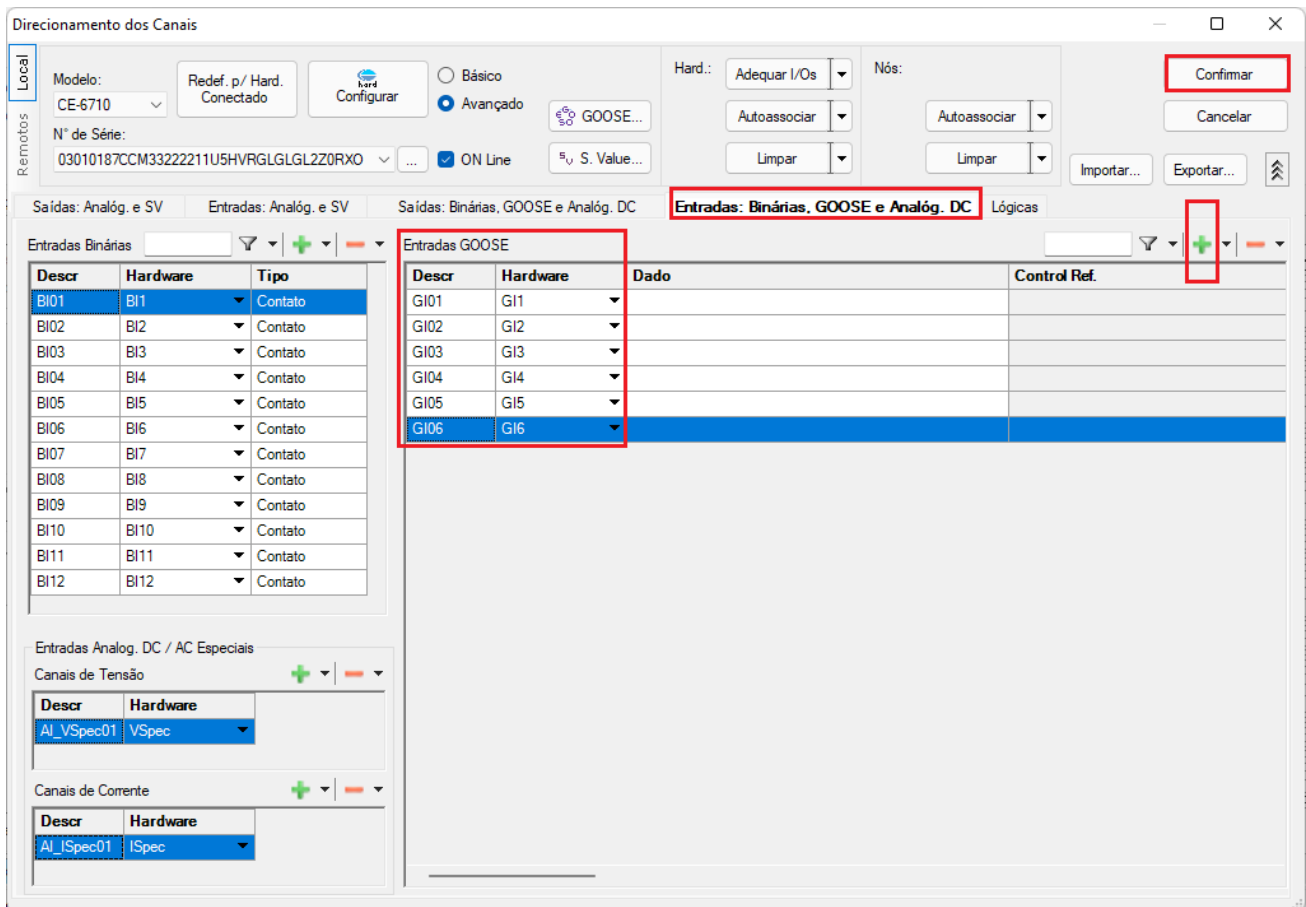 Direcionamento dos Canais
Local
Remotos
Modelo:
CE-6710
Redef. p/ Hard.
Conectado
hard
Configurar
Básico
Avançado
GOOSE...
Hard.:
Adequar I/Os
Nós:
Confirmar
Autoassociar
Autoassociar
Cancelar
N° de Série:
03010187CCM33222211U5HVRGLGLGL2Z0RXO
...
ON Line
S. Value...
Limpar
Limpar
Importar...
Exportar...
Saídas: Analóg. e SV
Entradas: Analóg. e SV
Saídas: Binárias, GOOSE e Analóg. DC
Entradas: Binárias, GOOSE e Analóg. DC
Lógicas
Entradas Binárias
Descr Hardware Tipo
BI01 BI1 Contato
BI02 BI2 Contato
BI03 BI3 Contato
BI04 BI4 Contato
BI05 BI5 Contato
BI06 BI6 Contato
BI07 BI7 Contato
BI08 BI8 Contato
BI09 BI9 Contato
BI10 BI10 Contato
BI11 BI11 Contato
BI12 BI12 Contato
Entradas GOOSE
Descr Hardware Dado Control Ref.
GI01 GI1
GI02 GI2
GI03 GI3
GI04 GI4
GI05 GI5
GI06 GI6
Entradas Analog. DC / AC Especiais
Canais de Tensão
Descr Hardware
AI_VSpec01 VSpec
Canais de Corrente
Descr Hardware
AI_ISpec01 ISpec